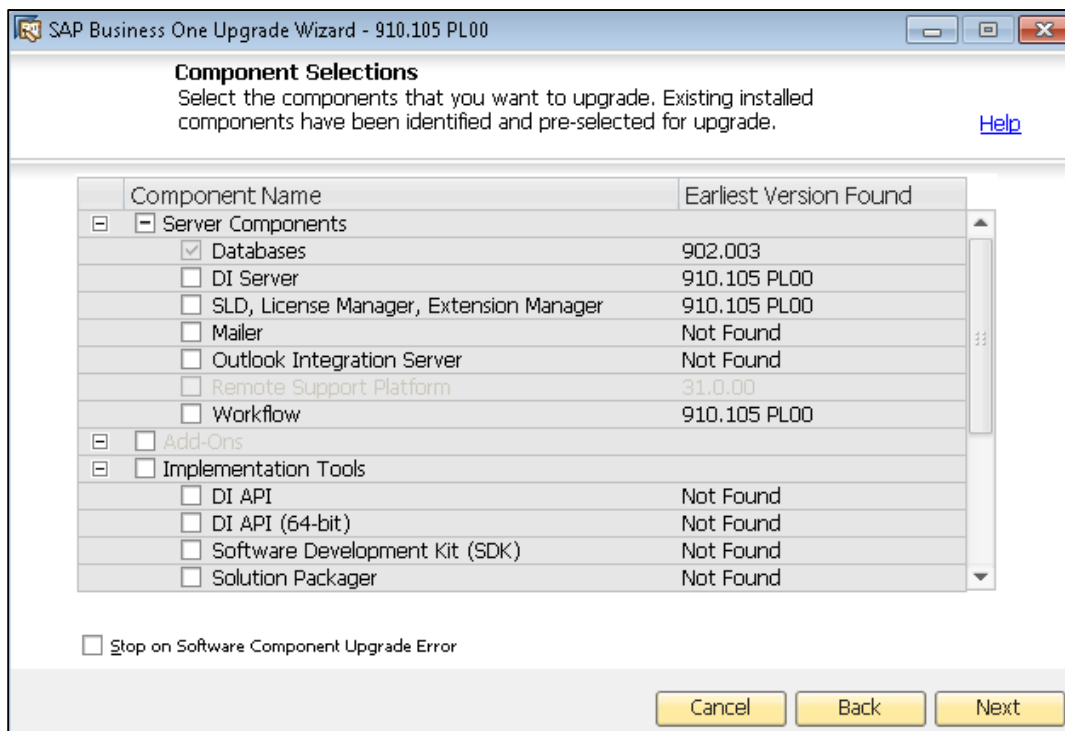 SAP Business One Upgrade Wizard - 910.105 PL00
Component Selections
Select the components that you want to upgrade. Existing installed
components have been identified and pre-selected for upgrade.
Help
Component Name Earliest Version Found
Server Components
Databases 902.003
DI Server 910.105 PL00
SLD, License Manager, Extension Manager 910.105 PL00
Mailer Not Found
Outlook Integration Server Not Found
Remote Support Platform 31.0.00
Workflow 910.105 PL00
Add-Ons
Implementation Tools
DI API Not Found
DI API (64-bit) Not Found
Software Development Kit (SDK) Not Found
Solution Packager Not Found
Stop on Software Component Upgrade Error
Cancel Back Next